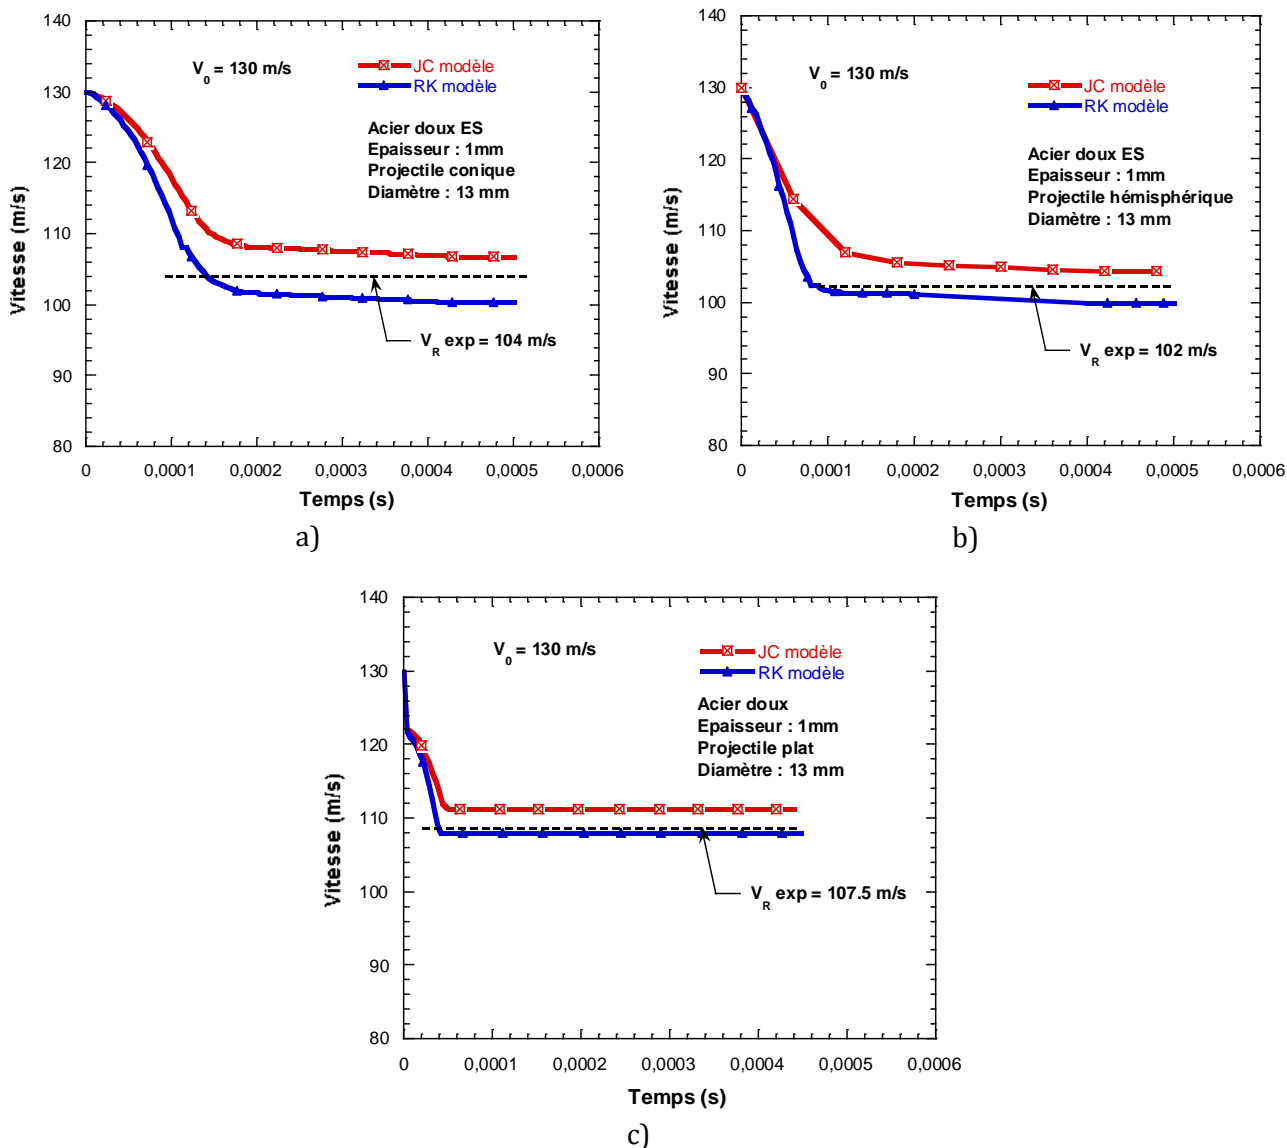 140
130
120
110
100
90
80
Vitesse (m/s)
V0 = 130 m/s
JC modèle
RK modèle
Acier doux ES
Epaisseur : 1mm
Projectile conique
Diamètre : 13 mm
VR exp = 104 m/s
0 0,0001 0,0002 0,0003 0,0004 0,0005 0,0006
Temps (s)
a)
140
130
120
110
100
90
80
Vitesse (m/s)
V0 = 130 m/s
JC modèle
RK modèle
Acier doux ES
Epaisseur : 1mm
Projectile hémisphérique
Diamètre : 13 mm
VR exp = 102 m/s
0 0,0001 0,0002 0,0003 0,0004 0,0005 0,0006
Temps (s)
b)
140
130
120
110
100
90
80
Vitesse (m/s)
V0 = 130 m/s
JC modèle
RK modèle
Acier doux
Epaisseur : 1mm
Projectile plat
Diamètre : 13 mm
VR exp = 107.5 m/s
0 0,0001 0,0002 0,0003 0,0004 0,0005 0,0006
Temps (s)
c)